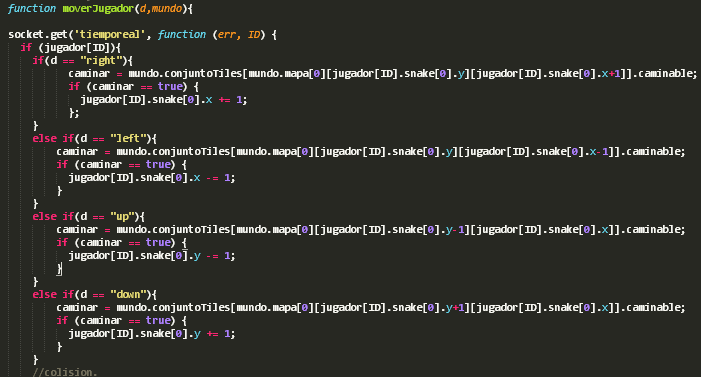 function moverJugador(d,mundo){
socket.get('tiemporeal', function (err, ID) {
if (jugador[ID]){
if(d == "right"){
caminar = mundo.conjuntoTiles[mundo.mapa[0][jugador[ID].snake[0].y][jugador[ID].snake[0].x+1]].caminable;
if (caminar == true) {
jugador[ID].snake[0].x += 1;
};
}
else if(d == "left"){
caminar = mundo.conjuntoTiles[mundo.mapa[0][jugador[ID].snake[0].y][jugador[ID].snake[0].x-1]].caminable;
if (caminar == true) {
jugador[ID].snake[0].x -= 1;
}
}
else if(d == "up"){
caminar = mundo.conjuntoTiles[mundo.mapa[0][jugador[ID].snake[0].y-1][jugador[ID].snake[0].x]].caminable;
if (caminar == true) {
jugador[ID].snake[0].y -= 1;
}
}
else if(d == "down"){
caminar = mundo.conjuntoTiles[mundo.mapa[0][jugador[ID].snake[0].y+1][jugador[ID].snake[0].x]].caminable;
if (caminar == true) {
jugador[ID].snake[0].y += 1;
}
}
//colision.